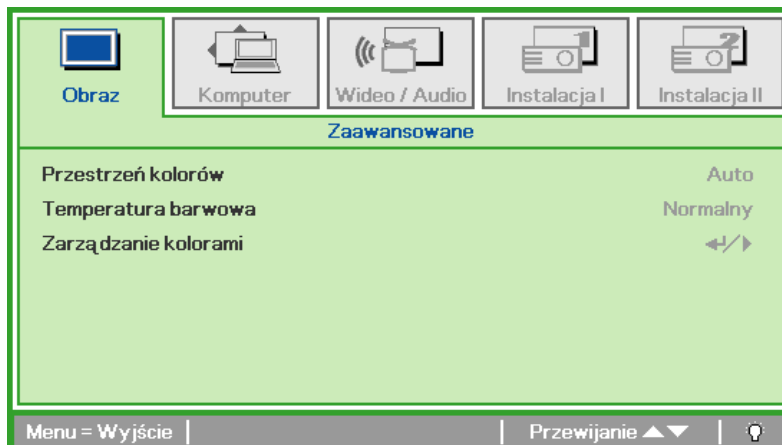 Obraz
Komputer
Wideo / Audio
Instalacja I
Instalacja II
Zaawansowane
Przestrzeń kolorów Auto
Temperatura barwowa Normalny
Zarządzanie kolorami
Menu = Wyjście
Przewijanie ▲▼